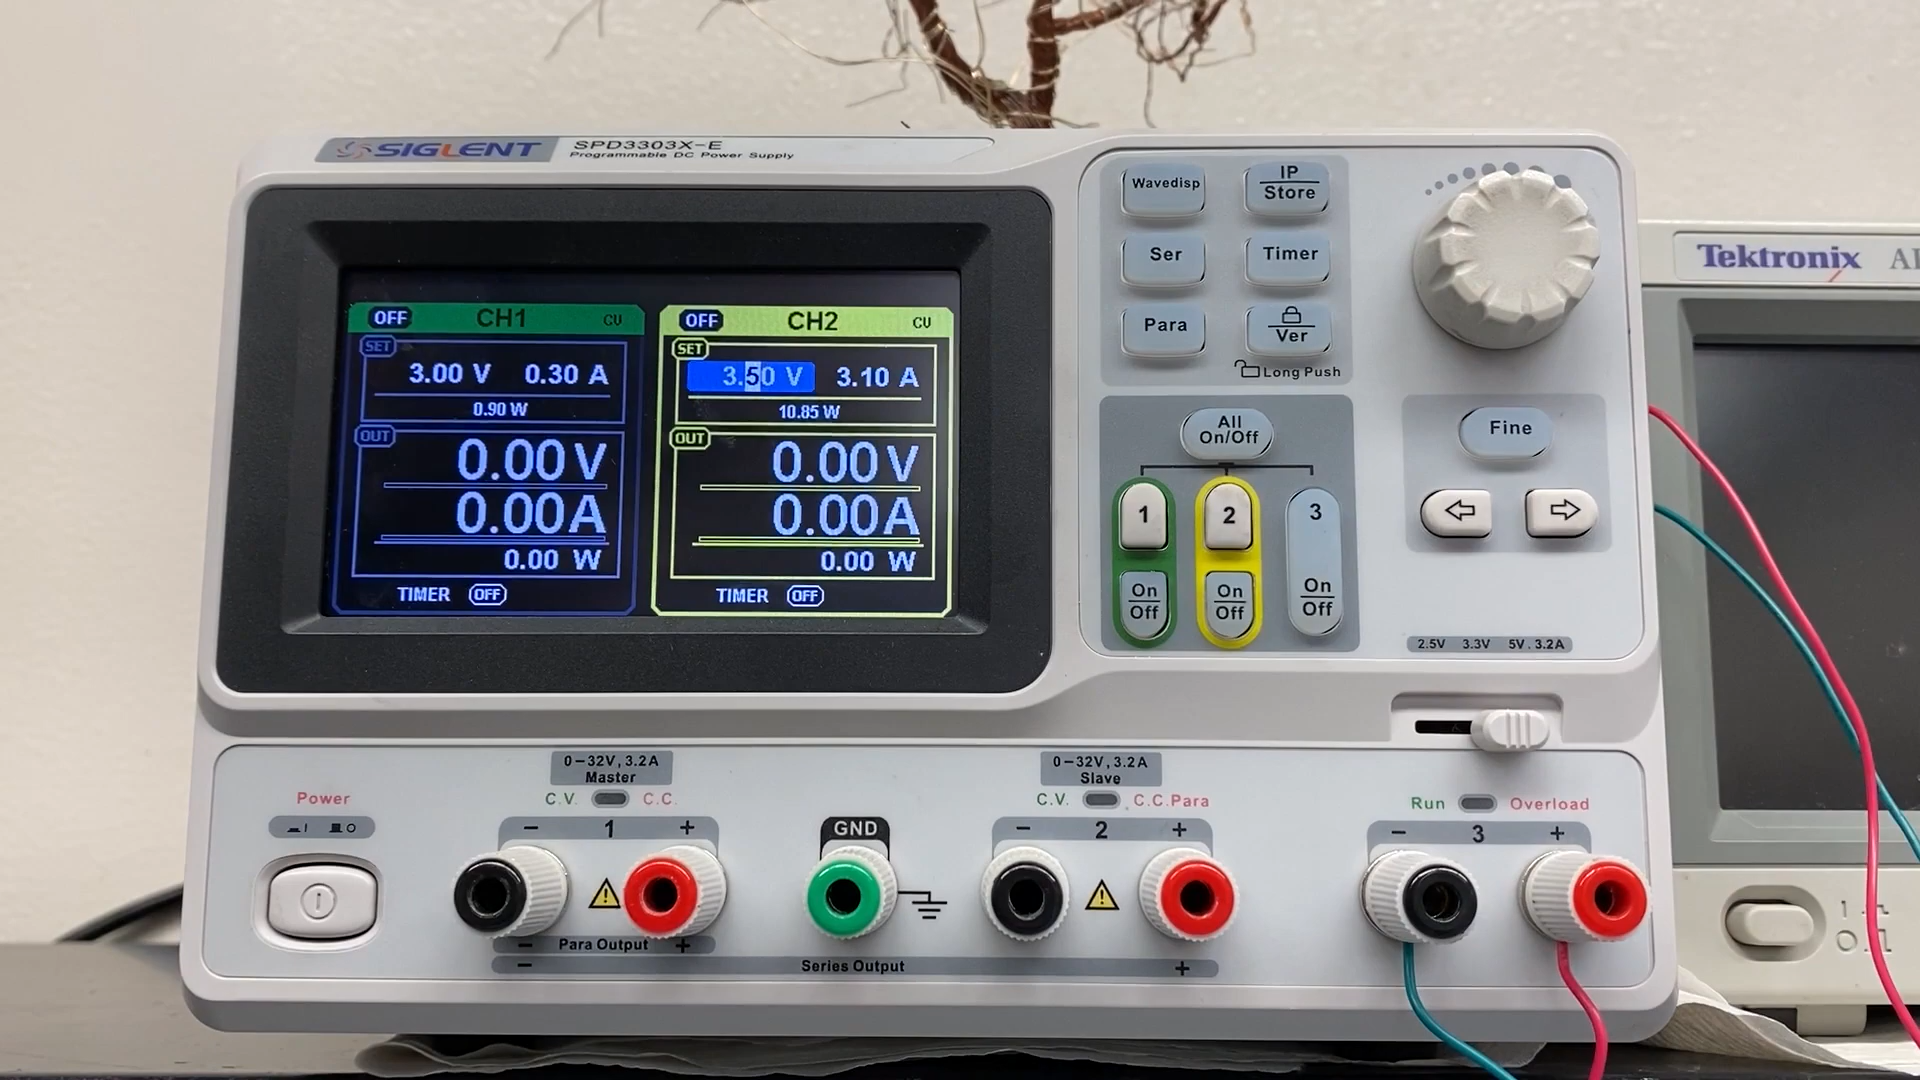 SIGLENT SPD3303X-E
Programmable DC Power Supply
OFF CH1 CV
SET
3.00 V 0.30 A
0.90 W
OUT
0.00 V
0.00 A
0.00 W
TIMER OFF
OFF CH2 CV
SET
3.50 V 3.10 A
10.85 W
OUT
0.00 V
0.00 A
0.00 W
TIMER OFF
Wavedisp IP
Store
Ser Timer
Para Ver
Long Push
All
On/Off
1 2 3
On
Off
On
Off
On
Off
Fine
2.5V 3.3V 5V . 3.2A
Tektronix
Power
I O
0-32V, 3.2A
Master
C.V. C.C.
- 1 +
GND
0-32V, 3.2A
Slave
C.V. C.C.Para
- 2 +
Run Overload
- 3 +
- Para Output +
- Series Output +
I
O